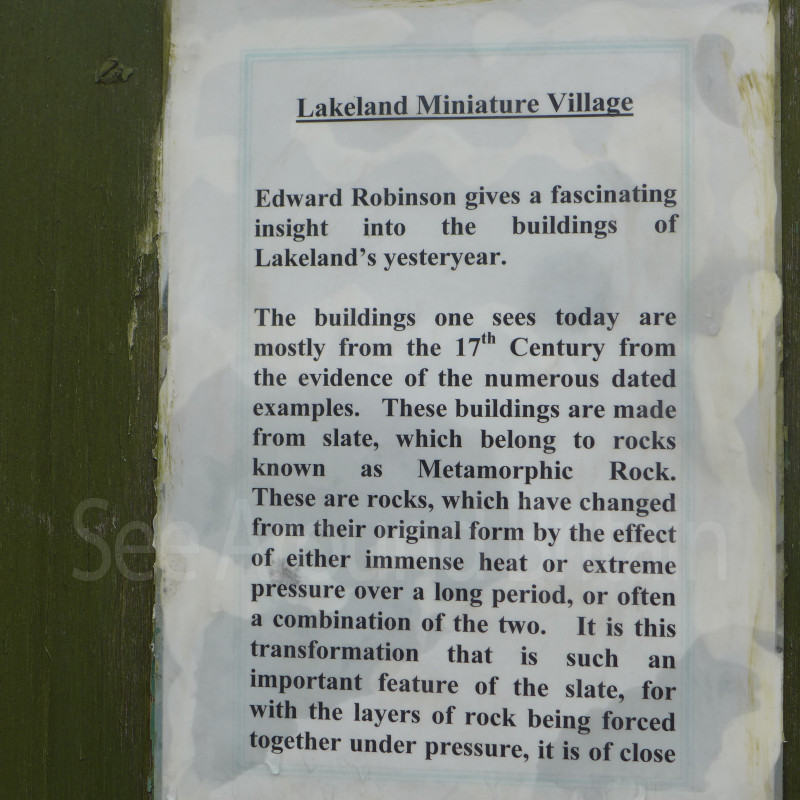 Lakeland Miniature Village
Edward Robinson gives a fascinating
insight into the buildings of
Lakeland's yesteryear.
The buildings one sees today are
mostly from the 17th Century from
the evidence of the numerous dated
examples. These buildings are made
from slate, which belong to rocks
known as Metamorphic Rock.
These are rocks, which have changed
from their original form by the effect
of either immense heat or extreme
pressure over a long period, or often
a combination of the two. It is this
transformation that is such an
important feature of the slate, for
with the layers of rock being forced
together under pressure, it is of close
See Around Britain